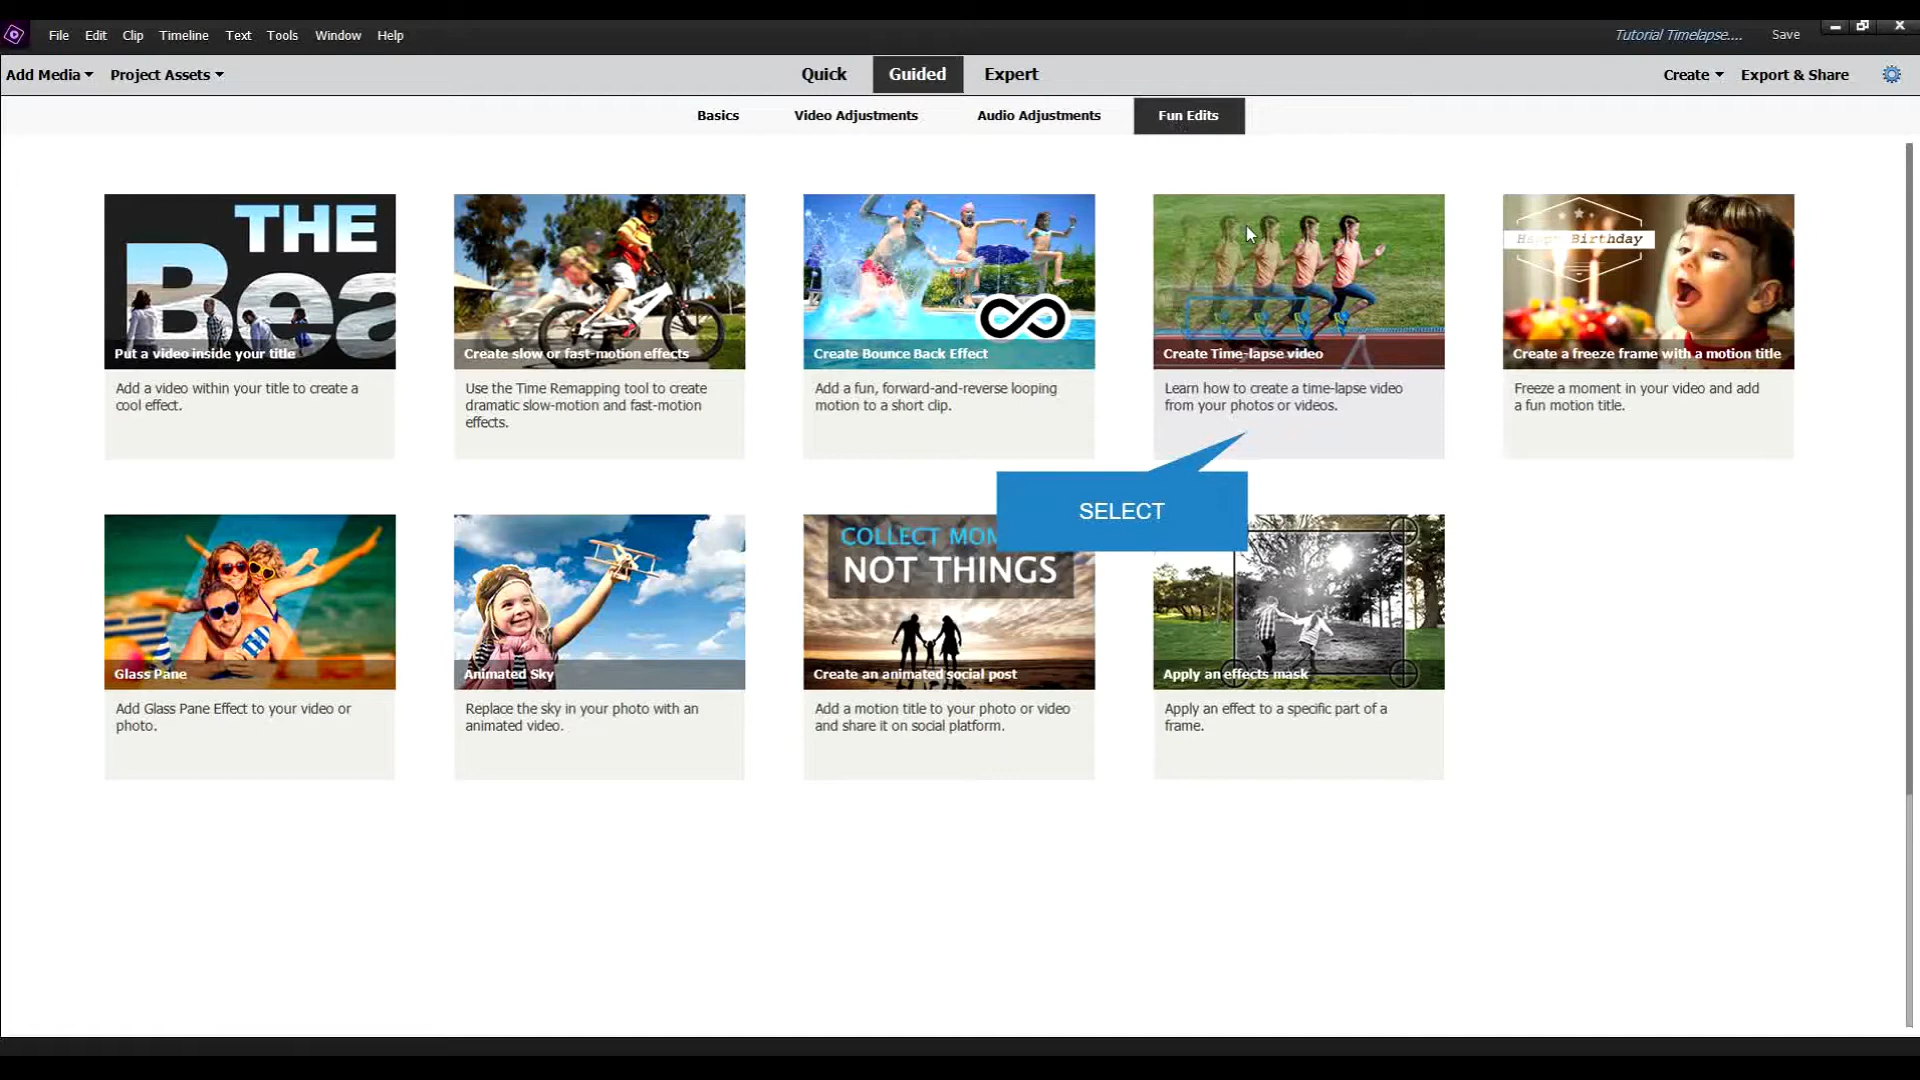 File Edit Clip Timeline Text Tools Window Help
Tutorial Timelapse.... Save
Add Media Project Assets
Quick Guided Expert
Create Export & Share
Basics Video Adjustments Audio Adjustments Fun Edits
THE
Bea
Put a video inside your title
Add a video within your title to create a
cool effect.
Create slow or fast-motion effects
Use the Time Remapping tool to create
dramatic slow-motion and fast-motion
effects.
Create Bounce Back Effect
Add a fun, forward-and-reverse looping
motion to a short clip.
Create Time-lapse video
Learn how to create a time-lapse video
from your photos or videos.
Happy Birthday
Create a freeze frame with a motion title
Freeze a moment in your video and add
a fun motion title.
SELECT
Glass Pane
Add Glass Pane Effect to your video or
photo.
Animated Sky
Replace the sky in your photo with an
animated video.
COLLECT MOM
NOT THINGS
Create an animated social post
Add a motion title to your photo or video
and share it on social platform.
Apply an effects mask
Apply an effect to a specific part of a
frame.